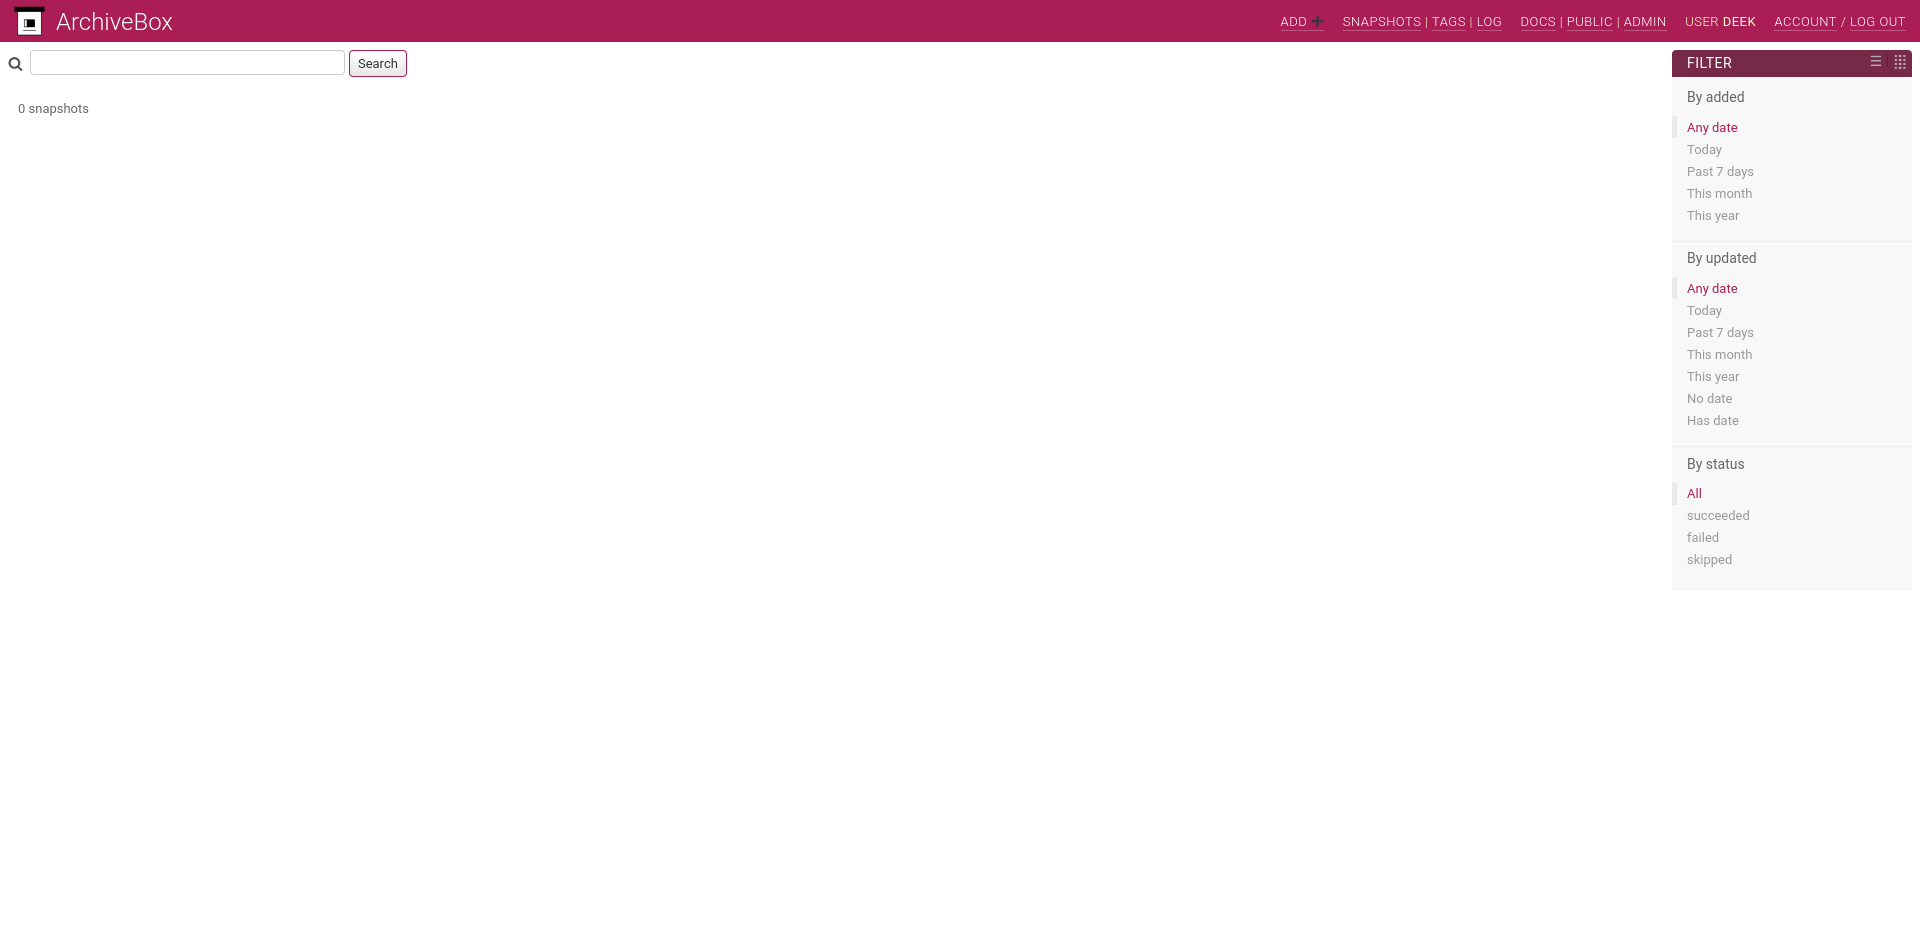 ArchiveBox
ADD + SNAPSHOTS | TAGS | LOG DOCS | PUBLIC | ADMIN USER DEEK ACCOUNT / LOG OUT
Search
0 snapshots
FILTER
By added
Any date
Today
Past 7 days
This month
This year
By updated
Any date
Today
Past 7 days
This month
This year
No date
Has date
By status
All
succeeded
failed
skipped